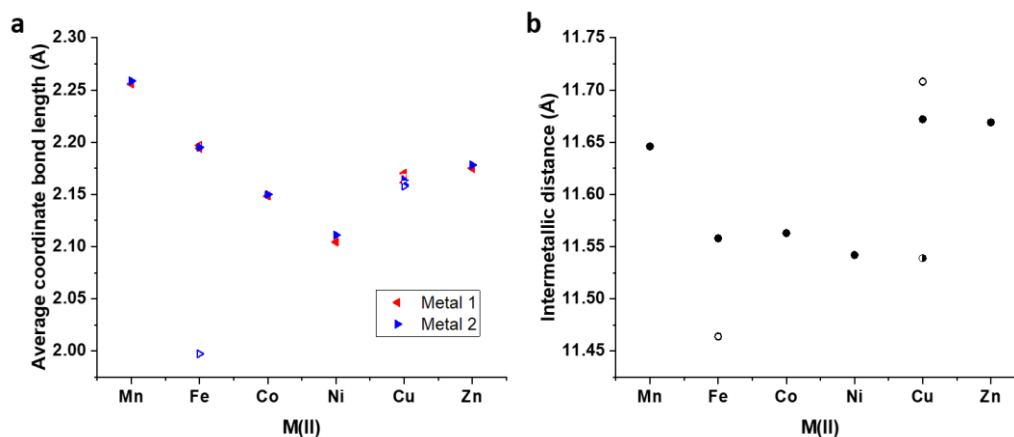 a
Average coordinate bond length (Å)
2.30
2.25
2.20
2.15
2.10
2.05
2.00
Metal 1
Metal 2
Mn Fe Co Ni Cu Zn
M(II)
b
Intermetallic distance (Å)
11.75
11.70
11.65
11.60
11.55
11.50
11.45
Mn Fe Co Ni Cu Zn
M(II)